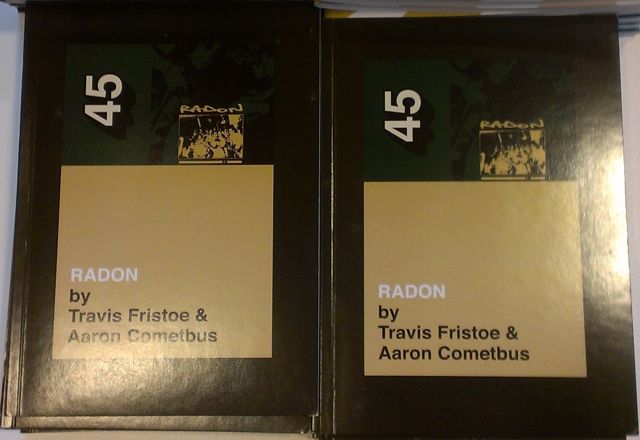 45
RADON
RADON
by
Travis Fristoe &
Aaron Cometbus
45
RADON
RADON
by
Travis Fristoe &
Aaron Cometbus